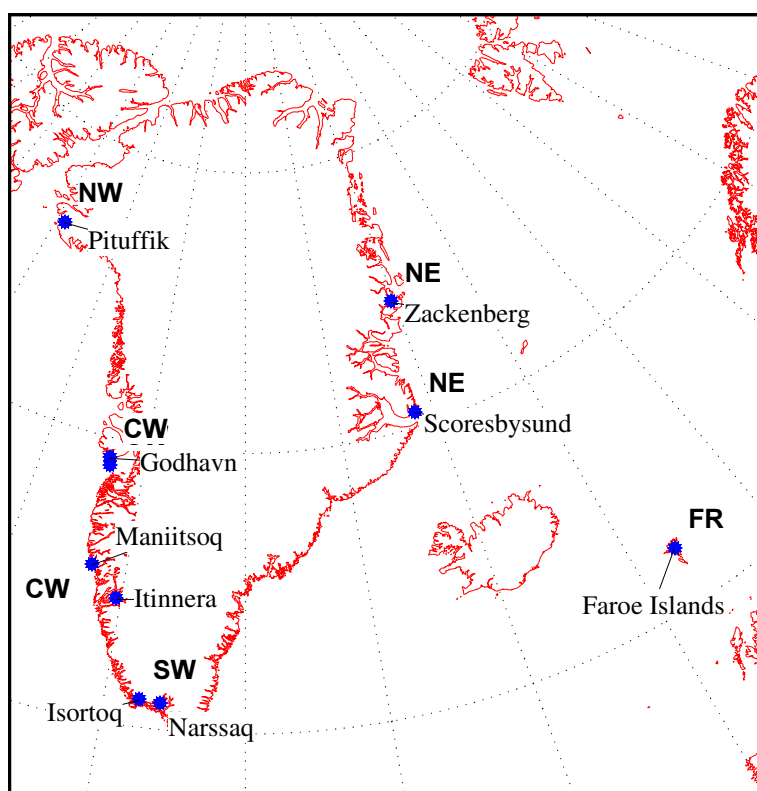 NW
Pituffik
NE
Zackenberg
NE
Scoresbysund
CW
Godhavn
FR
Maniitsoq
CW
Itinnera
Faroe Islands
SW
Isortoq
Narssaq